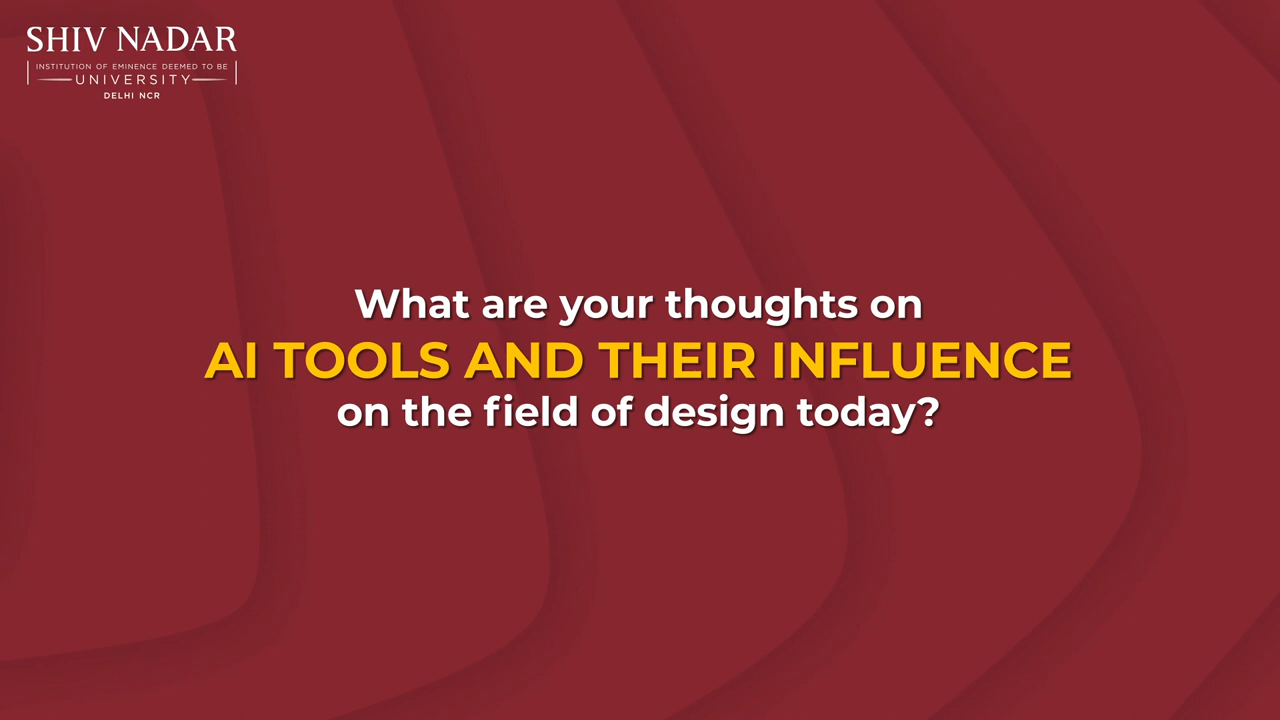 SHIV NADAR
INSTITUTION OF EMINENCE DEEMED TO BE
UNIVERSITY
DELHI NCR
What are your thoughts on
AI TOOLS AND THEIR INFLUENCE
on the field of design today?